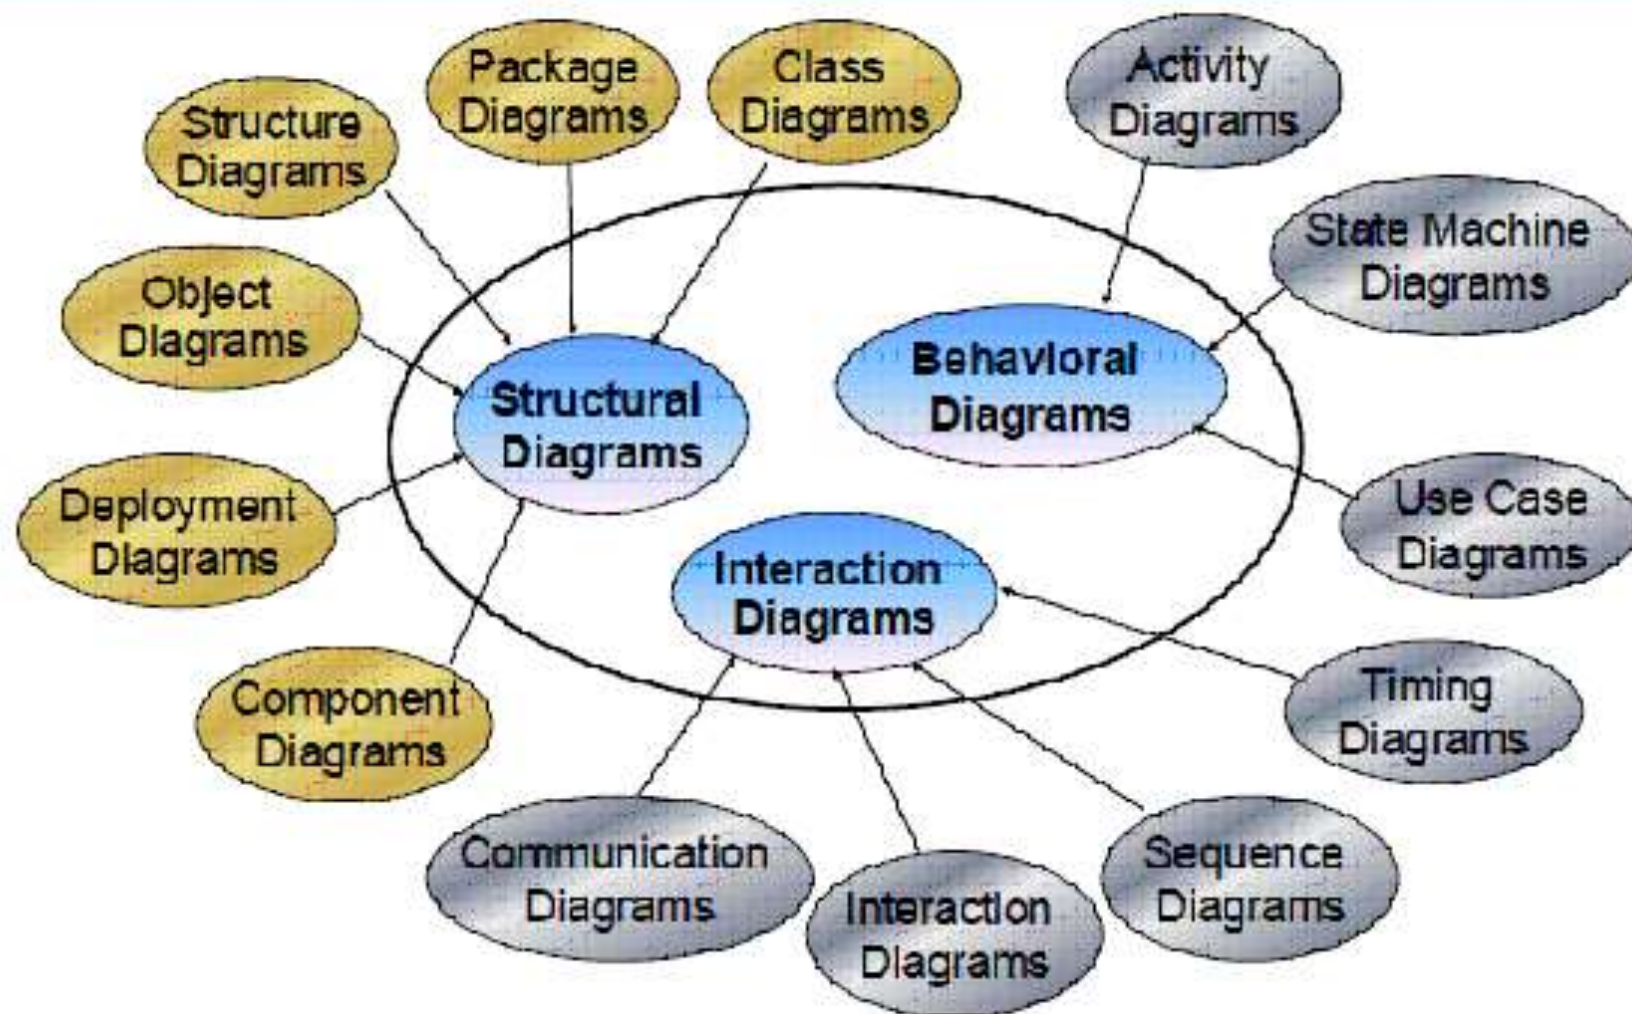 Package
Diagrams
Class
Diagrams
Activity
Diagrams
Structure
Diagrams
State Machine
Diagrams
Object
Diagrams
Behavioral
Diagrams
Structural
Diagrams
Deployment
Diagrams
Use Case
Diagrams
Interaction
Diagrams
Component
Diagrams
Timing
Diagrams
Communication
Diagrams
Interaction
Diagrams
Sequence
Diagrams